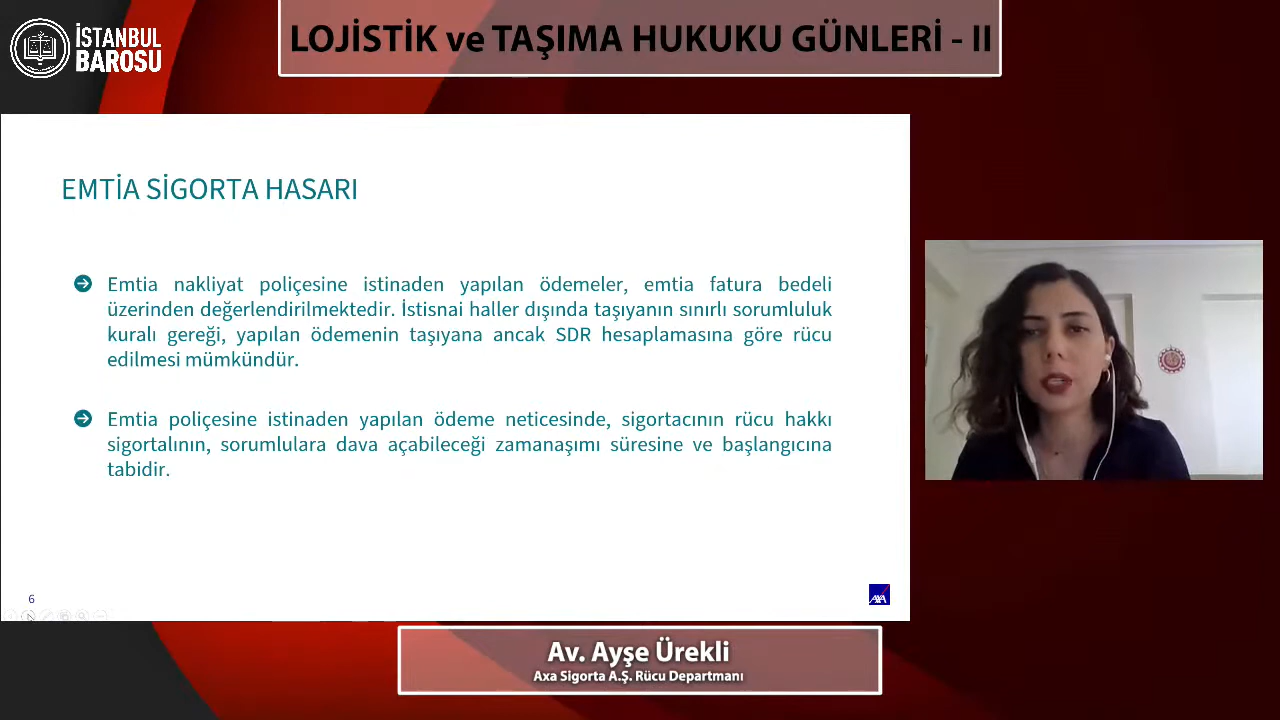 İSTANBUL
BAROSU
LOJİSTİK ve TAŞIMA HUKUKU GÜNLERİ - II
EMTİA SİGORTA HASARI
Emtia nakliyat poliçesine istinaden yapılan ödemeler, emtia fatura bedeli
üzerinden değerlendirilmektedir. İstisnai haller dışında taşıyanın sınırlı sorumluluk
kuralı gereği, yapılan ödemenin taşıyana ancak SDR hesaplamasına göre rücu
edilmesi mümkündür.
Emtia poliçesine istinaden yapılan ödeme neticesinde, sigortacının rücu hakkı
sigortalının, sorumlulara dava açabileceği zamanaşımı süresine ve başlangıcına
tabidir.
6
AXA
Av. Ayşe Ürekli
Axa Sigorta A.Ş. Rücu Departmanı